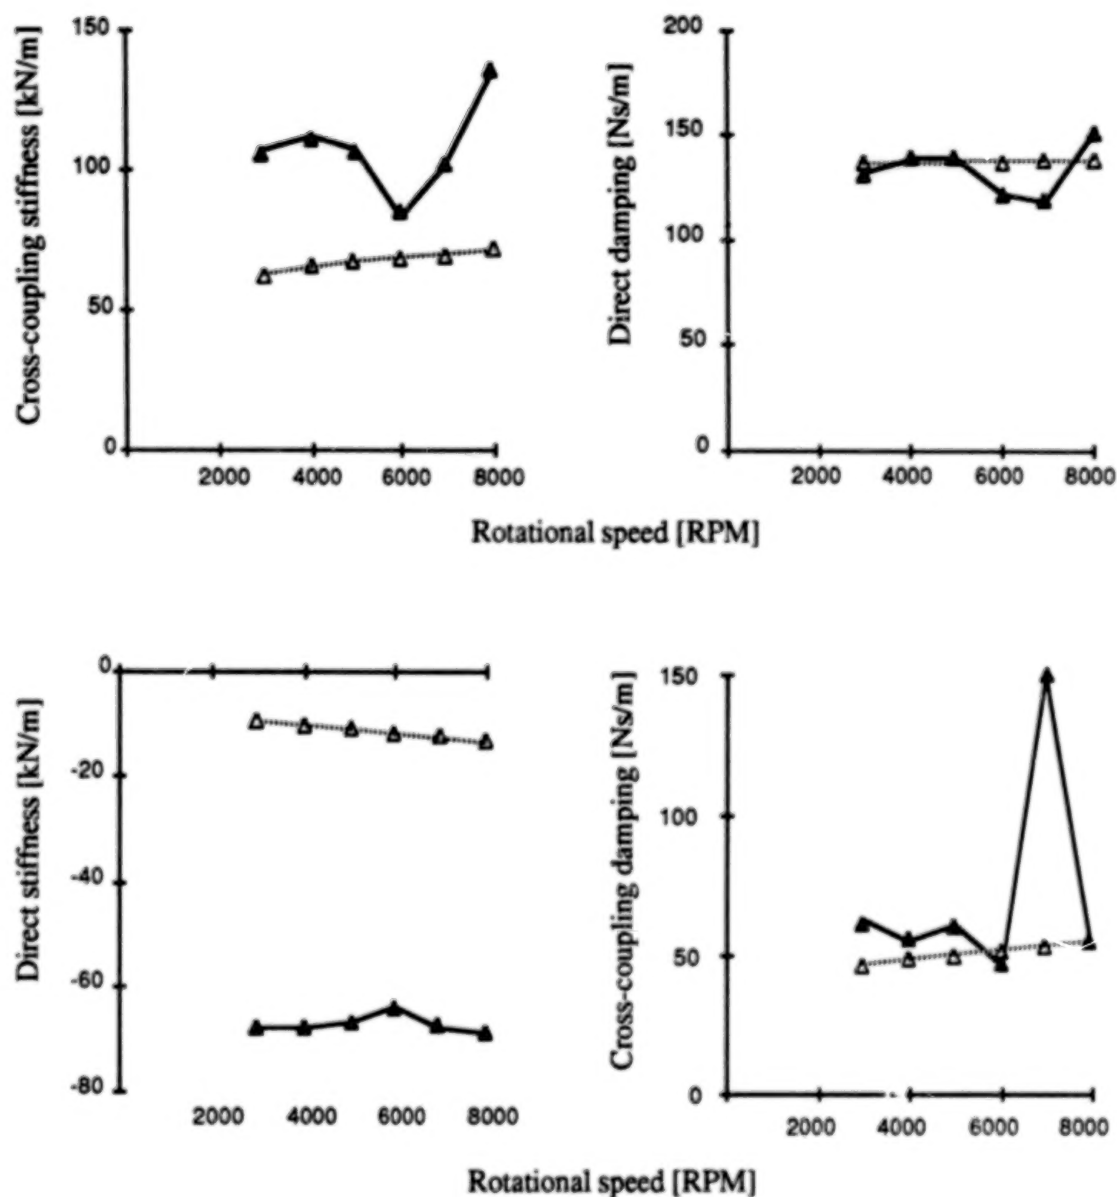 Cross-coupling stiffness [kN/m]
150
100
50
0
2000 4000 6000 8000
Direct damping [Ns/m]
200
150
100
50
0
2000 4000 6000 8000
Rotational speed [RPM]
Direct stiffness [kN/m]
0
-20
-40
-60
-80
2000 4000 6000 8000
Cross-coupling damping [Ns/m]
150
100
50
0
2000 4000 6000 8000
Rotational speed [RPM]